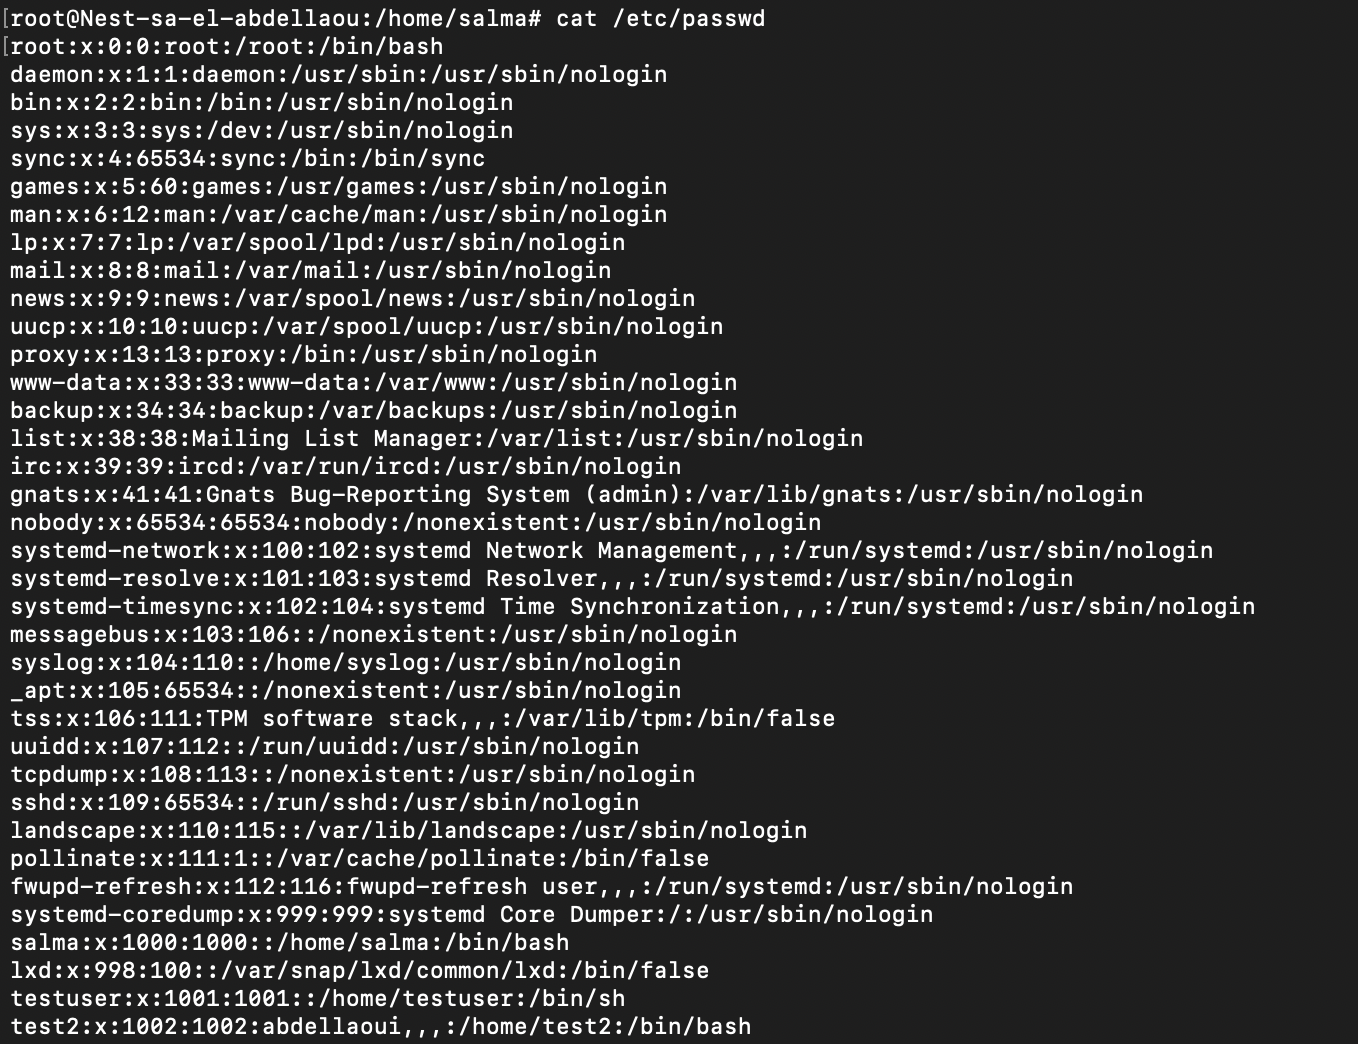 [root@Nest-sa-el-abdellaou:/home/salma# cat /etc/passwd
[root:x:0:0:root:/root:/bin/bash
daemon:x:1:1:daemon:/usr/sbin:/usr/sbin/nologin
bin:x:2:2:bin:/bin:/usr/sbin/nologin
sys:x:3:3:sys:/dev:/usr/sbin/nologin
sync:x:4:65534:sync:/bin:/bin/sync
games:x:5:60:games:/usr/games:/usr/sbin/nologin
man:x:6:12:man:/var/cache/man:/usr/sbin/nologin
lp:x:7:7:lp:/var/spool/lpd:/usr/sbin/nologin
mail:x:8:8:mail:/var/mail:/usr/sbin/nologin
news:x:9:9:news:/var/spool/news:/usr/sbin/nologin
uucp:x:10:10:uucp:/var/spool/uucp:/usr/sbin/nologin
proxy:x:13:13:proxy:/bin:/usr/sbin/nologin
www-data:x:33:33:www-data:/var/www:/usr/sbin/nologin
backup:x:34:34:backup:/var/backups:/usr/sbin/nologin
list:x:38:38:Mailing List Manager:/var/list:/usr/sbin/nologin
irc:x:39:39:ircd:/var/run/ircd:/usr/sbin/nologin
gnats:x:41:41:Gnats Bug-Reporting System (admin):/var/lib/gnats:/usr/sbin/nologin
nobody:x:65534:65534:nobody:/nonexistent:/usr/sbin/nologin
systemd-network:x:100:102:systemd Network Management,,,:/run/systemd:/usr/sbin/nologin
systemd-resolve:x:101:103:systemd Resolver,,,:/run/systemd:/usr/sbin/nologin
systemd-timesync:x:102:104:systemd Time Synchronization,,,:/run/systemd:/usr/sbin/nologin
messagebus:x:103:106::/nonexistent:/usr/sbin/nologin
syslog:x:104:110::/home/syslog:/usr/sbin/nologin
_apt:x:105:65534::/nonexistent:/usr/sbin/nologin
tss:x:106:111:TPM software stack,,,:/var/lib/tpm:/bin/false
uuidd:x:107:112::/run/uuidd:/usr/sbin/nologin
tcpdump:x:108:113::/nonexistent:/usr/sbin/nologin
sshd:x:109:65534::/run/sshd:/usr/sbin/nologin
landscape:x:110:115::/var/lib/landscape:/usr/sbin/nologin
pollinate:x:111:1::/var/cache/pollinate:/bin/false
fwupd-refresh:x:112:116:fwupd-refresh user,,,:/run/systemd:/usr/sbin/nologin
systemd-coredump:x:999:999:systemd Core Dumper:/:/usr/sbin/nologin
salma:x:1000:1000::/home/salma:/bin/bash
lxd:x:998:100::/var/snap/lxd/common/lxd:/bin/false
testuser:x:1001:1001::/home/testuser:/bin/sh
test2:x:1002:1002:abdellaoui,,,:/home/test2:/bin/bash